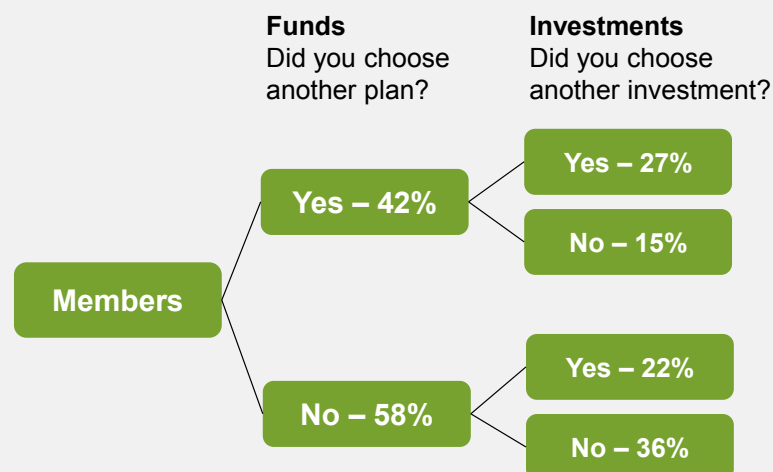 Funds
Did you choose
another plan?
Investments
Did you choose
another investment?
Yes – 27%
Yes – 42%
No – 15%
Members
Yes – 22%
No – 58%
No – 36%